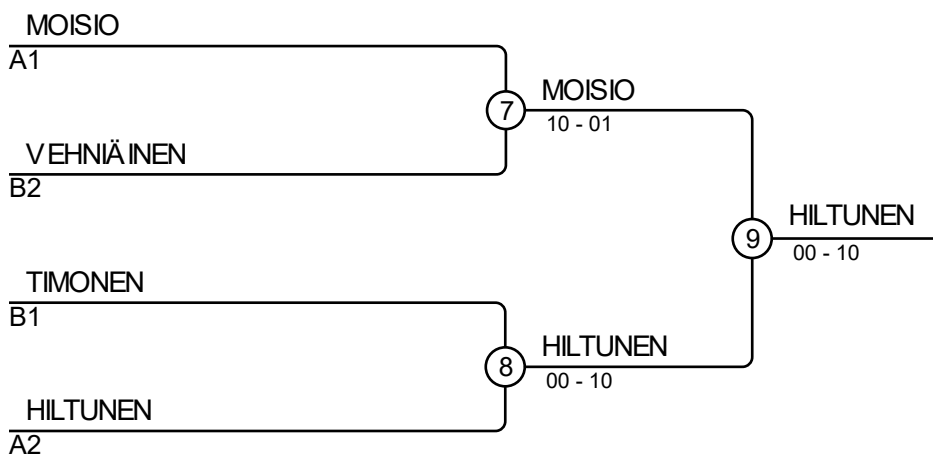 MOISIO
A1
7
MOISIO
10 - 01
VEHNIÄINEN
B2
9
HILTUNEN
00 - 10
TIMONEN
B1
8
HILTUNEN
00 - 10
HILTUNEN
A2